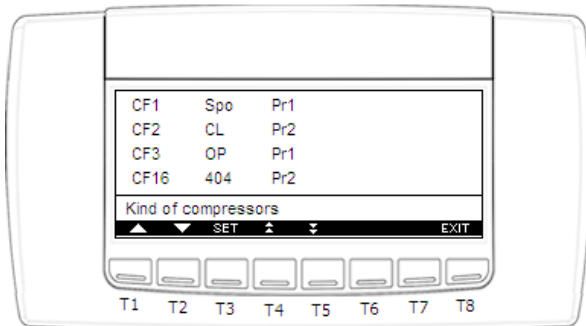 CF1 Spo Pr1
CF2 CL Pr2
CF3 OP Pr1
CF16 404 Pr2
Kind of compressors
SET EXIT
T1 T2 T3 T4 T5 T6 T7 T8